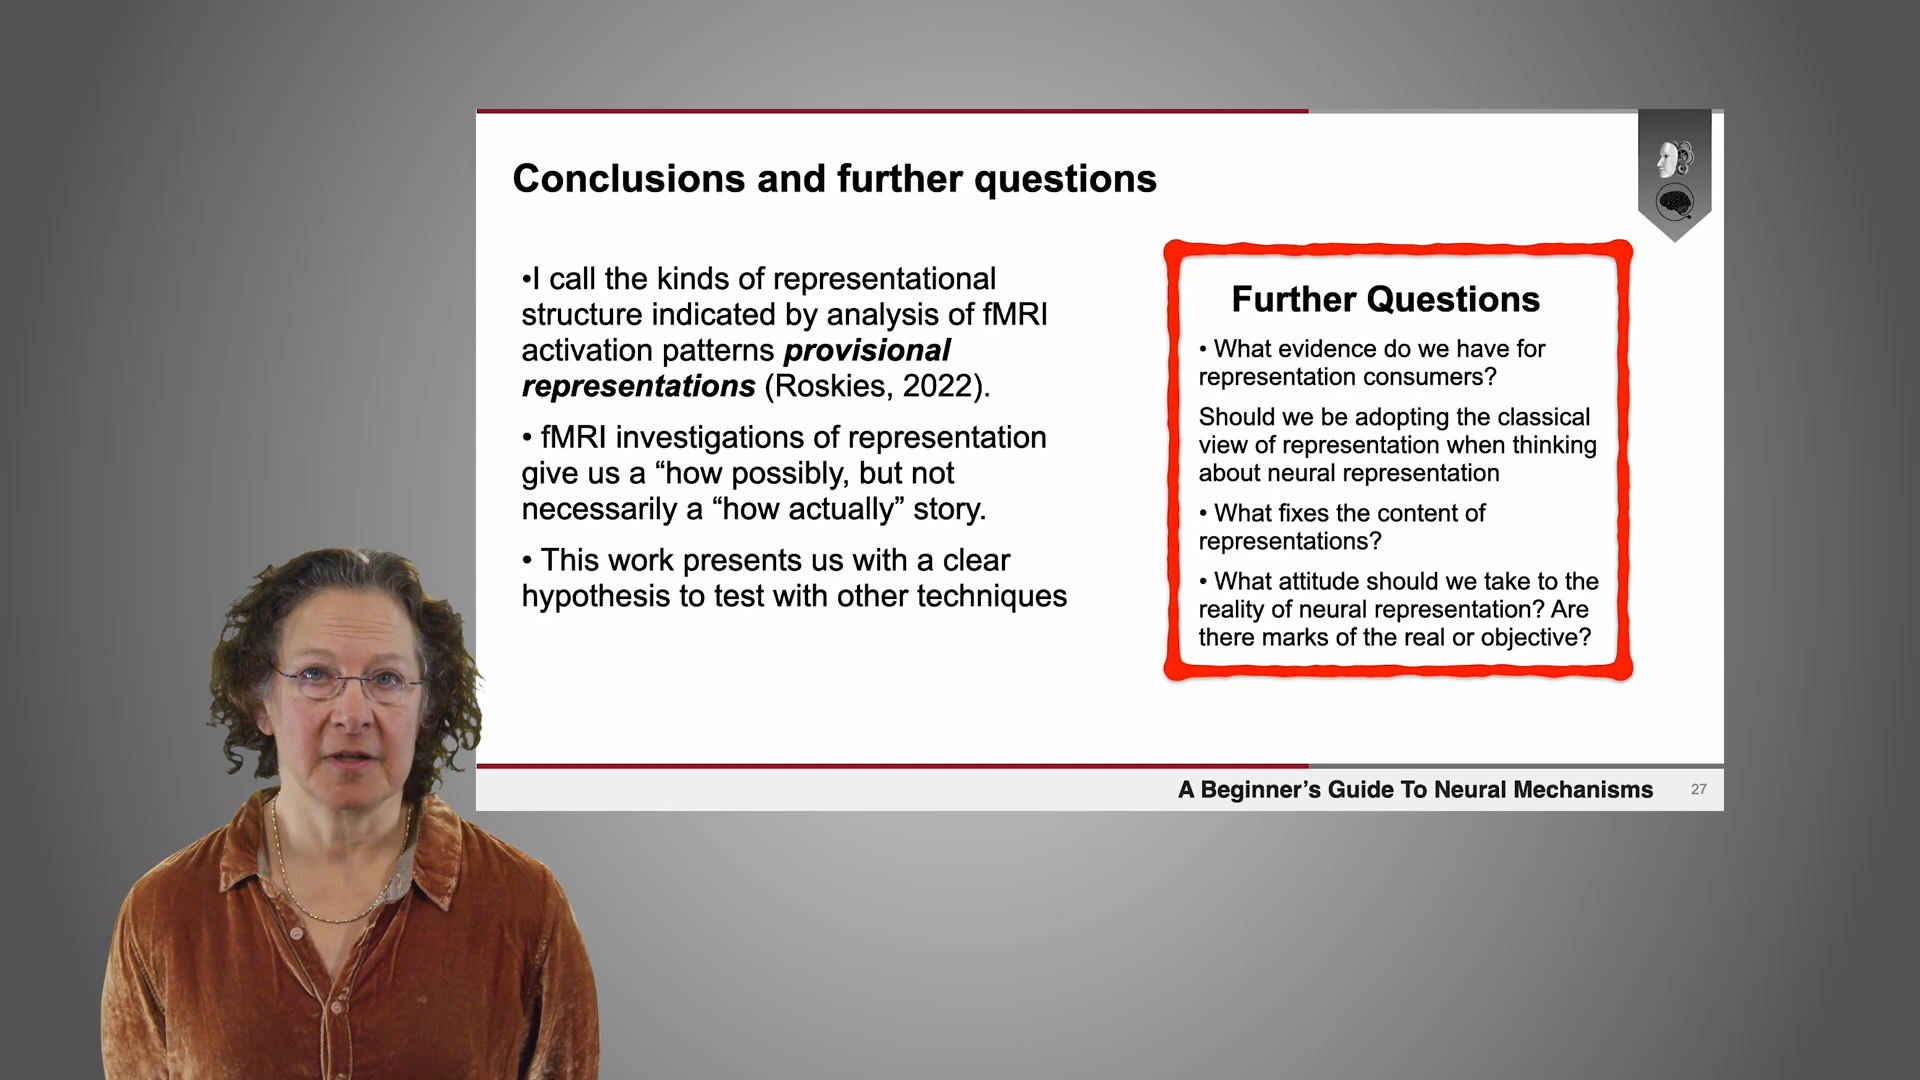 Conclusions and further questions
•I call the kinds of representational
structure indicated by analysis of fMRI
activation patterns provisional
representations (Roskies, 2022).
• fMRI investigations of representation
give us a “how possibly, but not
necessarily a “how actually” story.
• This work presents us with a clear
hypothesis to test with other techniques
Further Questions
• What evidence do we have for
representation consumers?
Should we be adopting the classical
view of representation when thinking
about neural representation
• What fixes the content of
representations?
• What attitude should we take to the
reality of neural representation? Are
there marks of the real or objective?
A Beginner’s Guide To Neural Mechanisms
27